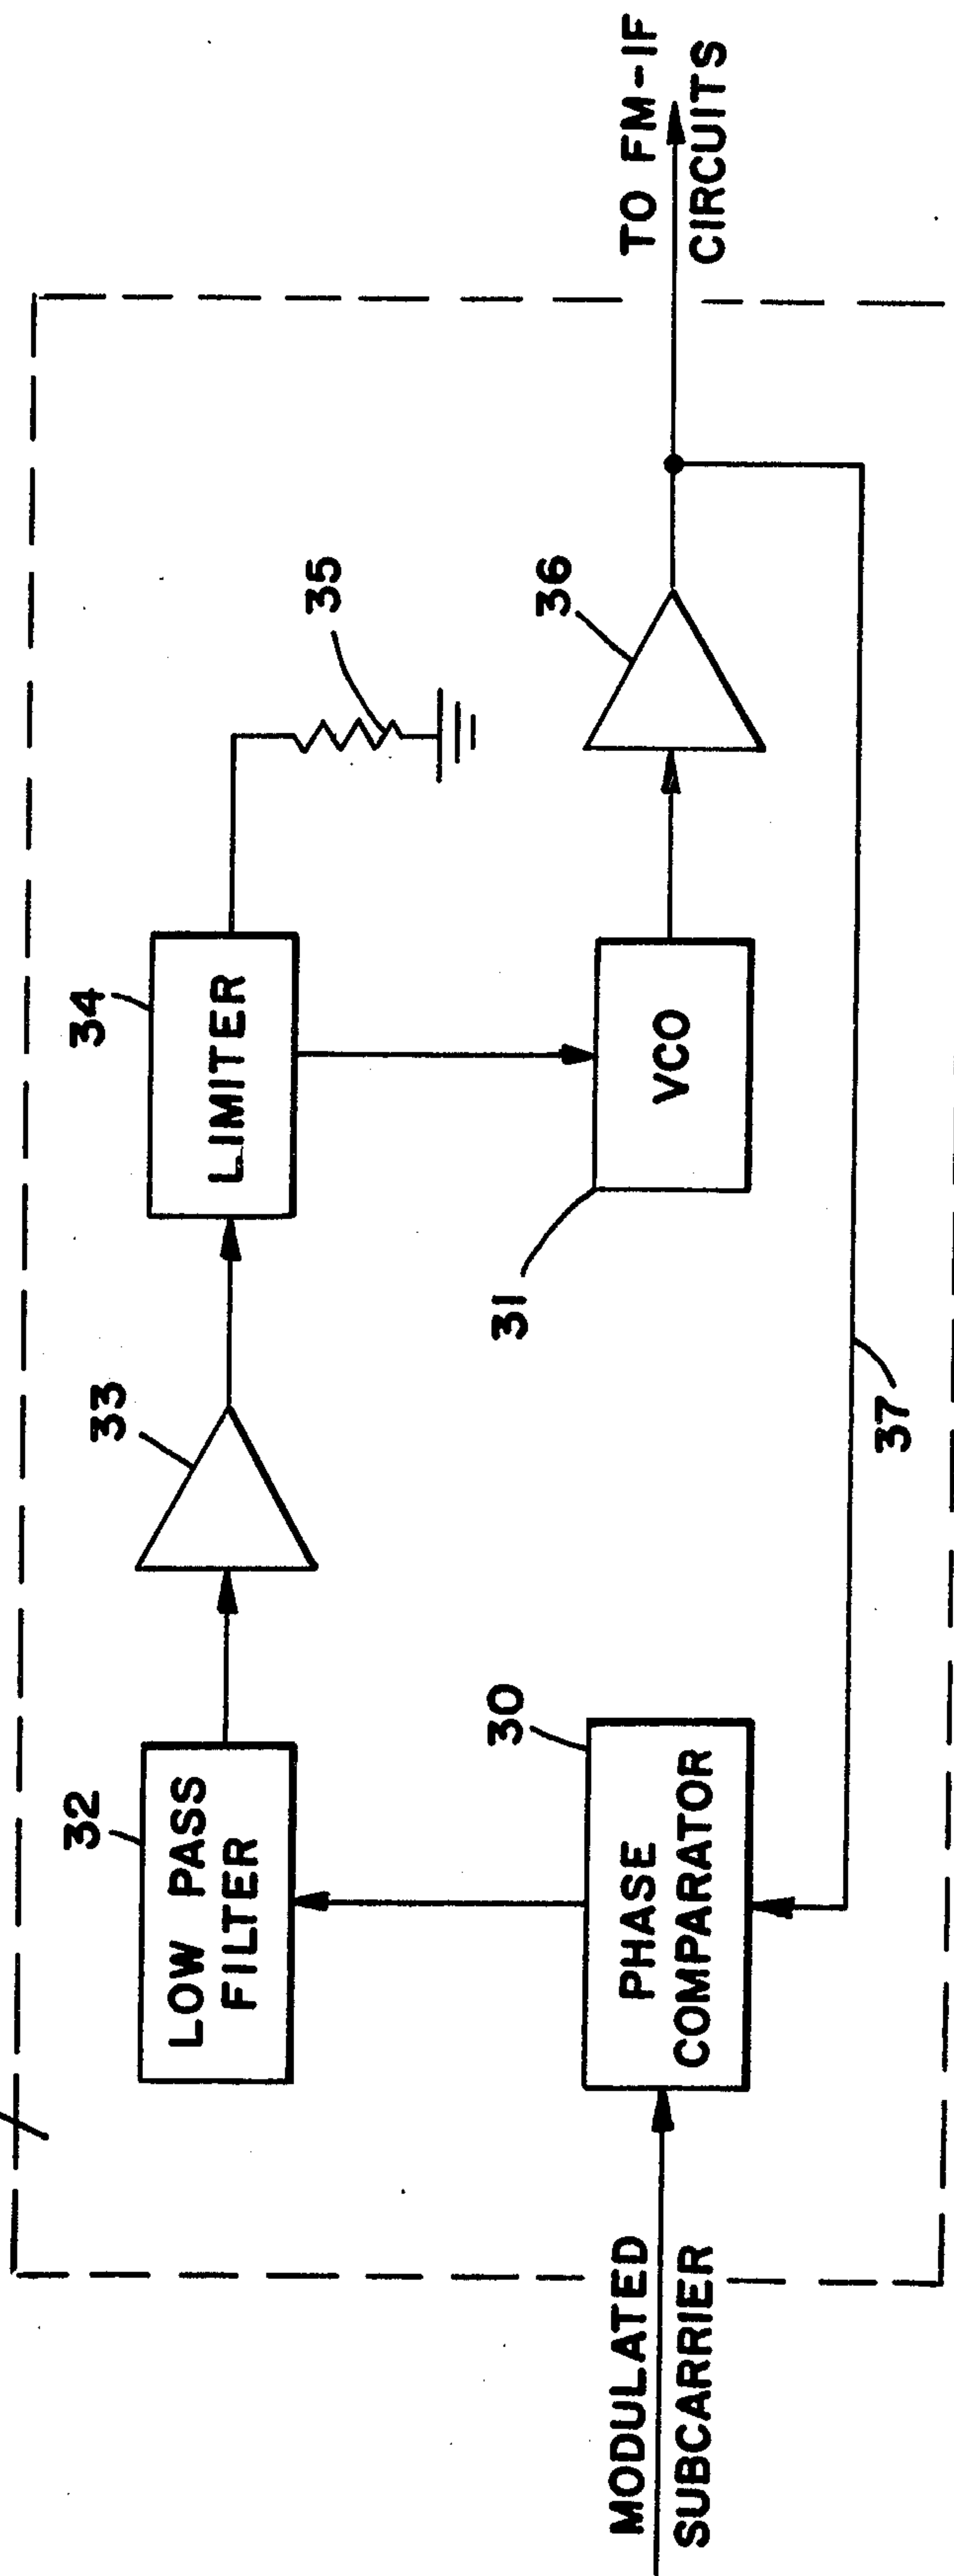 32
LOW PASS
FILTER
33
34
LIMITER
35
30
PHASE
COMPARATOR
31
VCO
36
37
MODULATED
SUBCARRIER
TO FM-IF
CIRCUITS